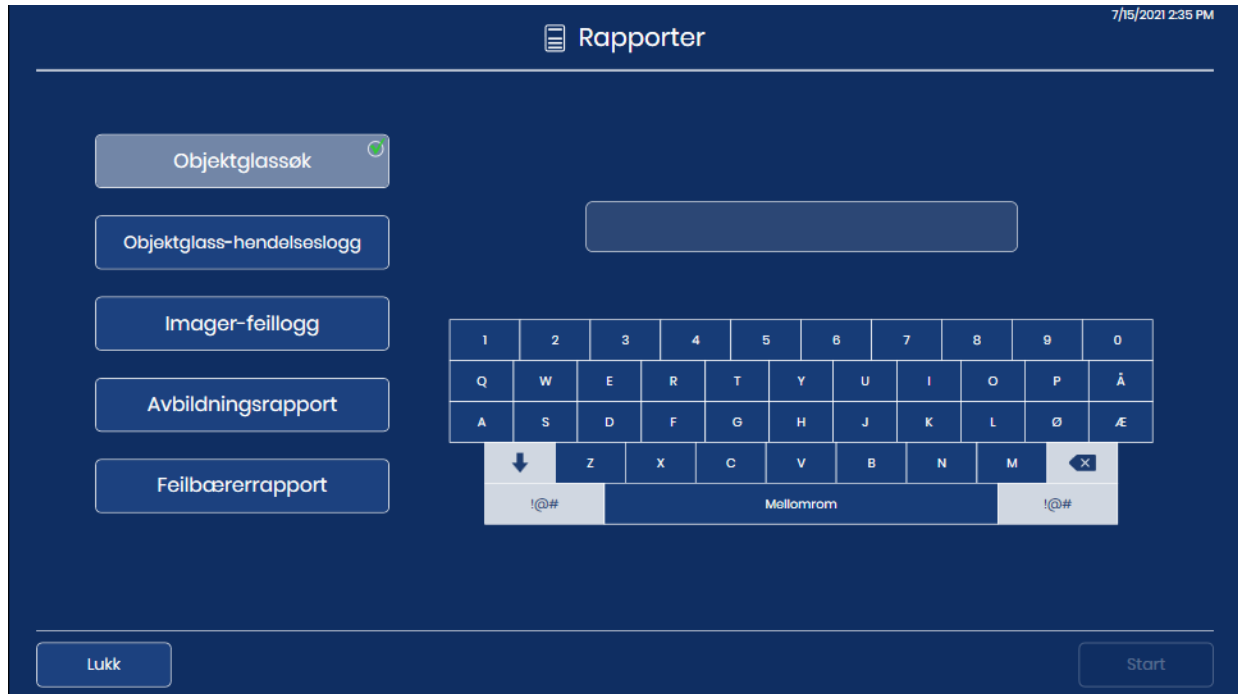 7/15/2021 2:35 PM
Rapporter
Objektglassøk
Objektglass-hendelseslogg
Imager-feillogg
Avbildningsrapport
Feilbærerrapport
1 2 3 4 5 6 7 8 9 0
Q W E R T Y U I O P Å
A S D F G H J K L Ø Æ
Z X C V B N M
!@# Mellomrom !@#
Lukk
Start